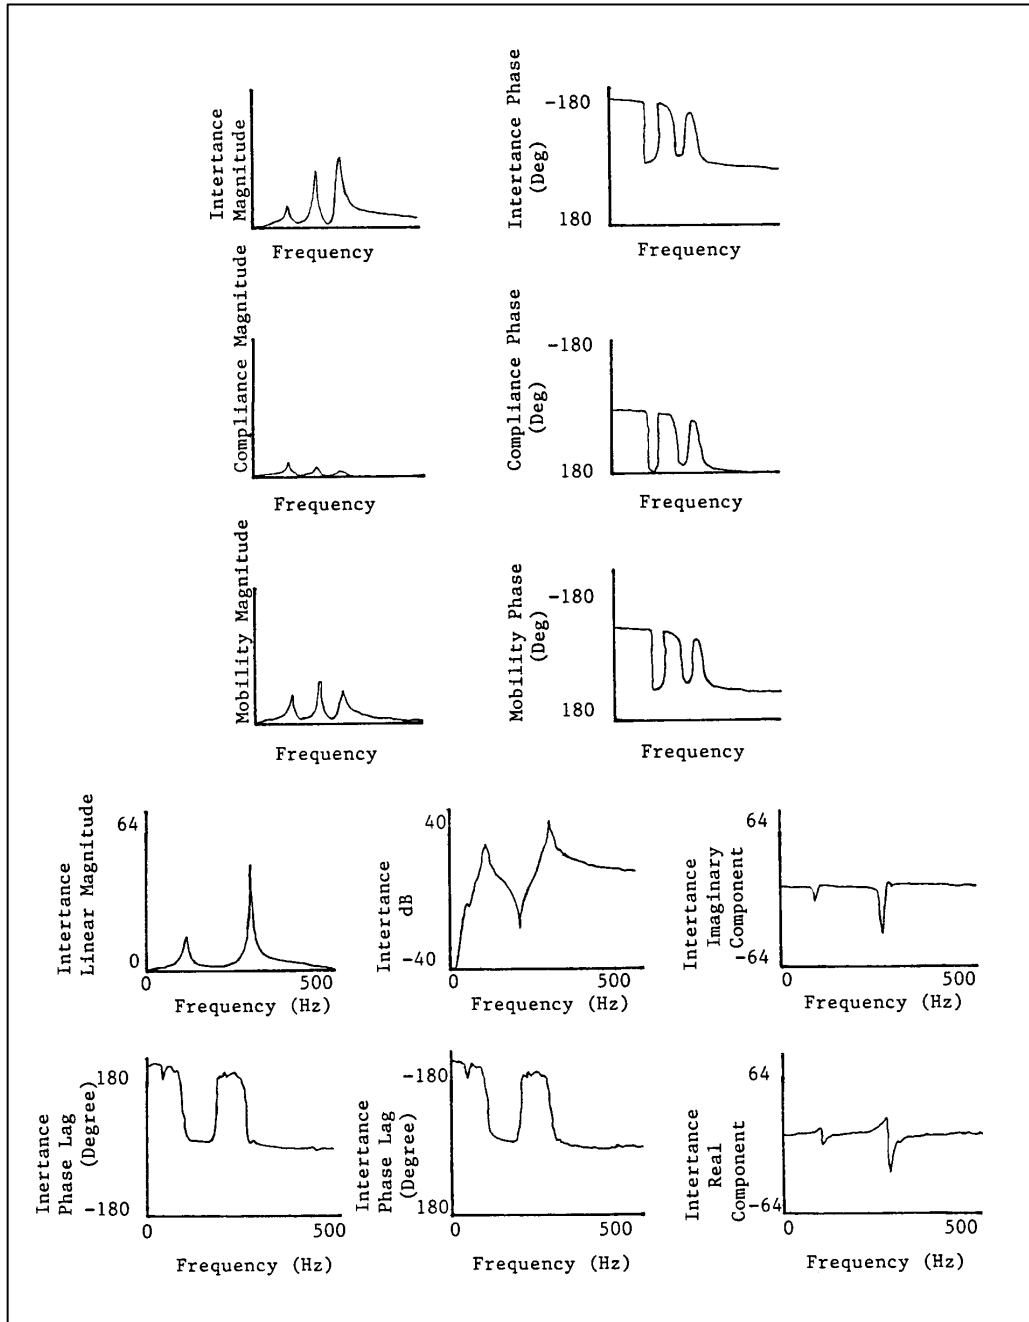 Intertance
Magnitude
Frequency
Intertance Phase
(Deg)
-180
180
Frequency
Compliance Magnitude
Frequency
Compliance Phase
(Deg)
-180
180
Frequency
Mobility Magnitude
Frequency
Mobility Phase
(Deg)
-180
180
Frequency
Intertance
Linear Magnitude
64
0
0
500
Frequency (Hz)
Intertance
dB
40
-40
0
500
Frequency (Hz)
Intertance
Imaginary
Component
64
-64
0
500
Frequency (Hz)
Inertance
Phase Lag
(Degree)
180
-180
0
500
Frequency (Hz)
Intertance
Phase Lag
(Degree)
-180
180
0
500
Frequency (Hz)
Intertance
Real
Component
64
-64
0
500
Frequency (Hz)